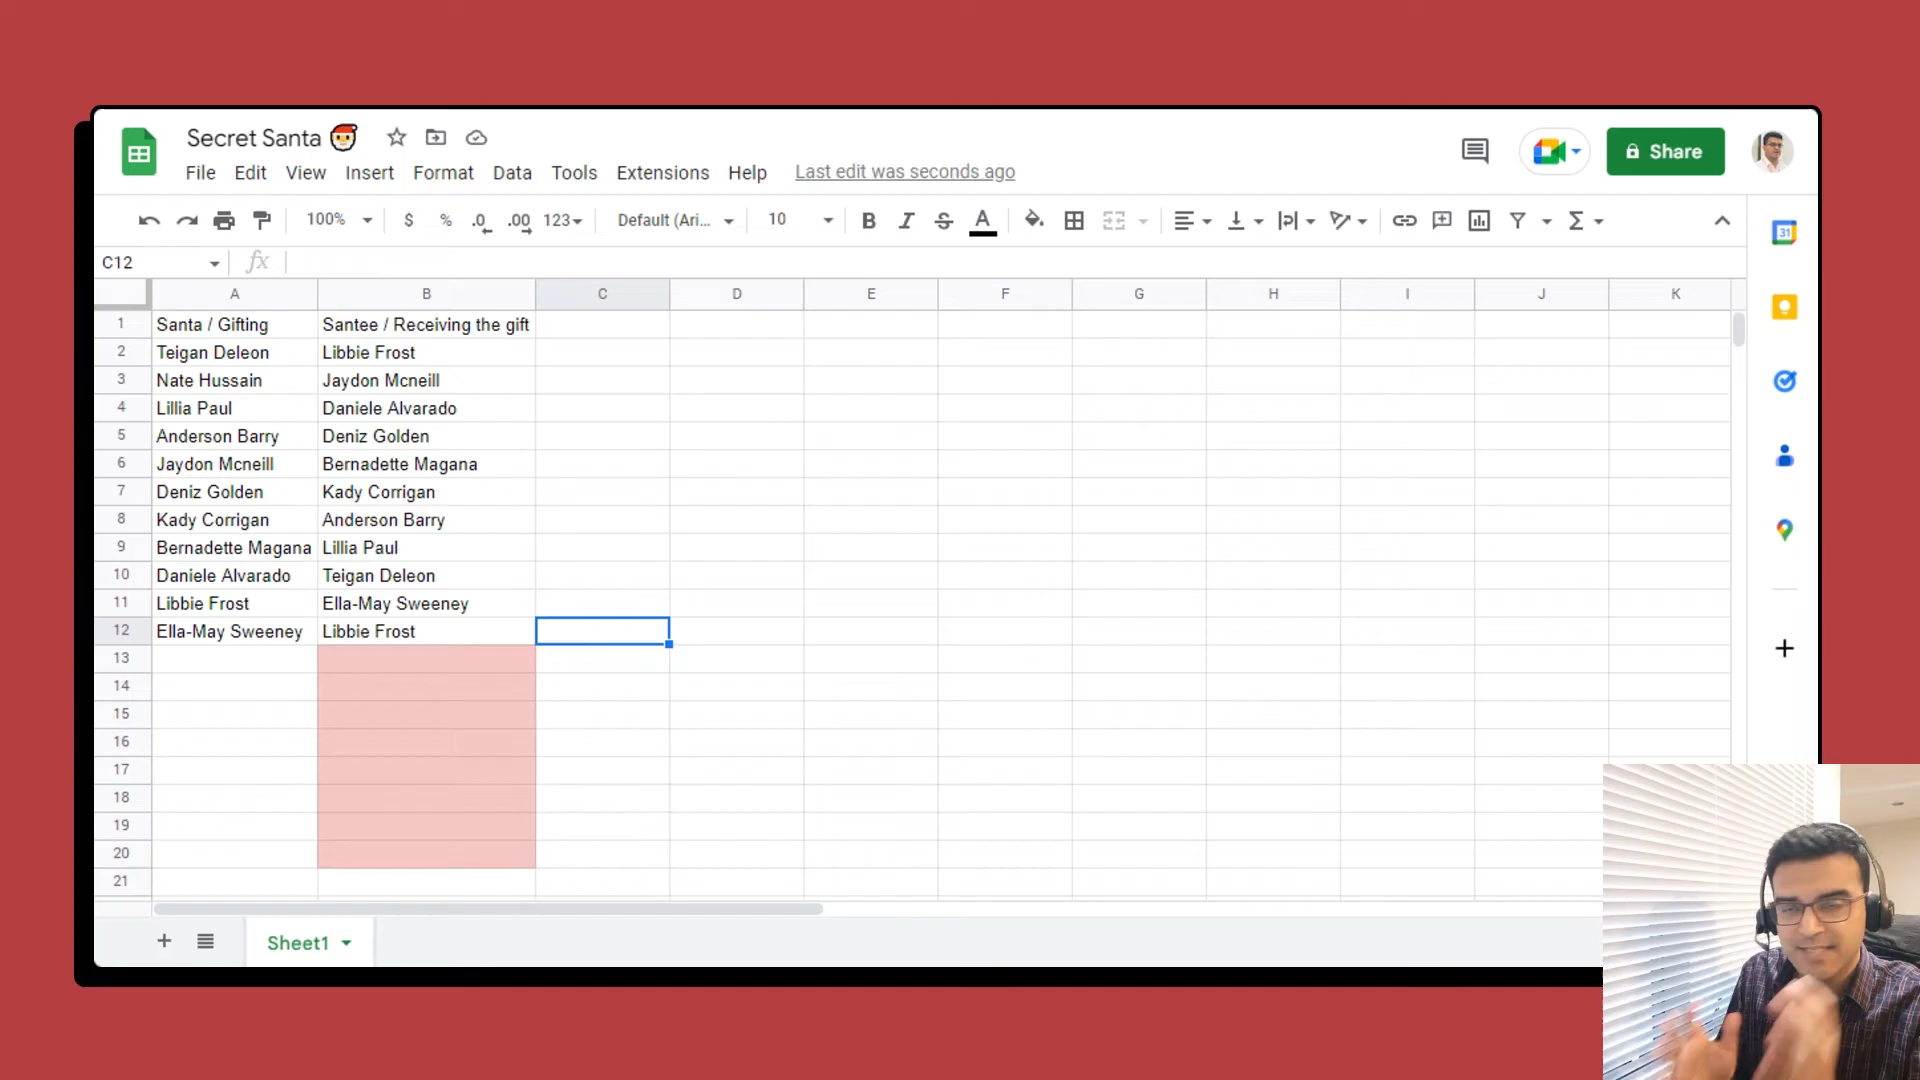 Secret Santa
File Edit View Insert Format Data Tools Extensions Help Last edit was seconds ago
Share
100% $ % .0 .00 123 Default (Ari... 10 B I S A
31
C12 fx
A B C D E F G H I J K
1 Santa / Gifting Santee / Receiving the gift
2 Teigan Deleon Libbie Frost
3 Nate Hussain Jaydon Mcneill
4 Lillia Paul Daniele Alvarado
5 Anderson Barry Deniz Golden
6 Jaydon Mcneill Bernadette Magana
7 Deniz Golden Kady Corrigan
8 Kady Corrigan Anderson Barry
9 Bernadette Magana Lillia Paul
10 Daniele Alvarado Teigan Deleon
11 Libbie Frost Ella-May Sweeney
12 Ella-May Sweeney Libbie Frost
13
14
15
16
17
18
19
20
21
Sheet1